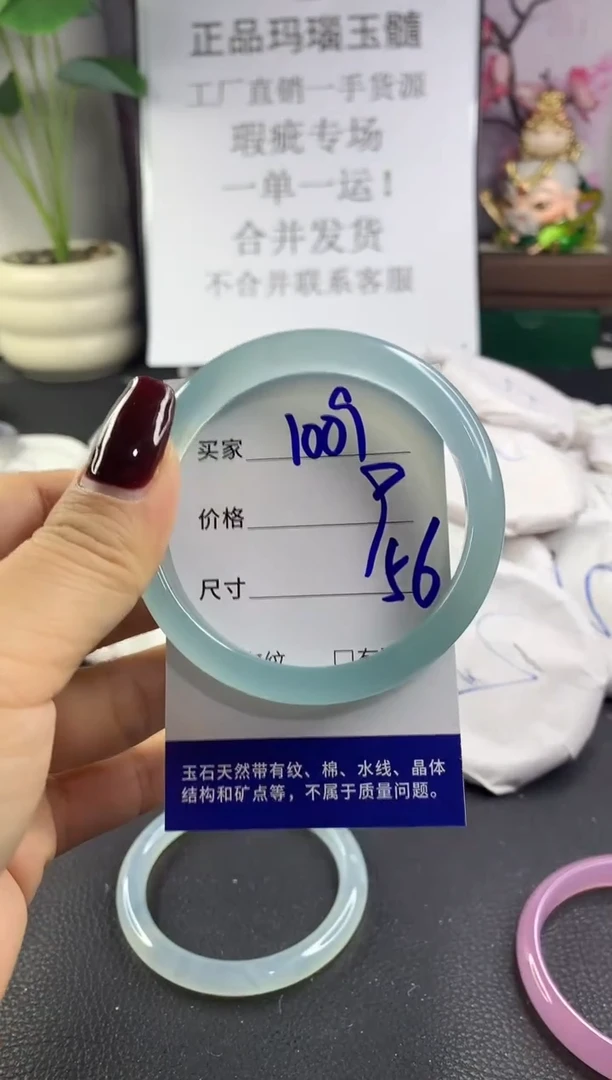 正品玛瑙玉髓
工厂直销一手货源
瑕疵专场
一单一运！
合并发货
不合并联系客服
买家 1009
价格
尺寸 56
纹 □有
玉石天然带有纹、棉、水线、晶体
结构和矿点等，不属于质量问题。